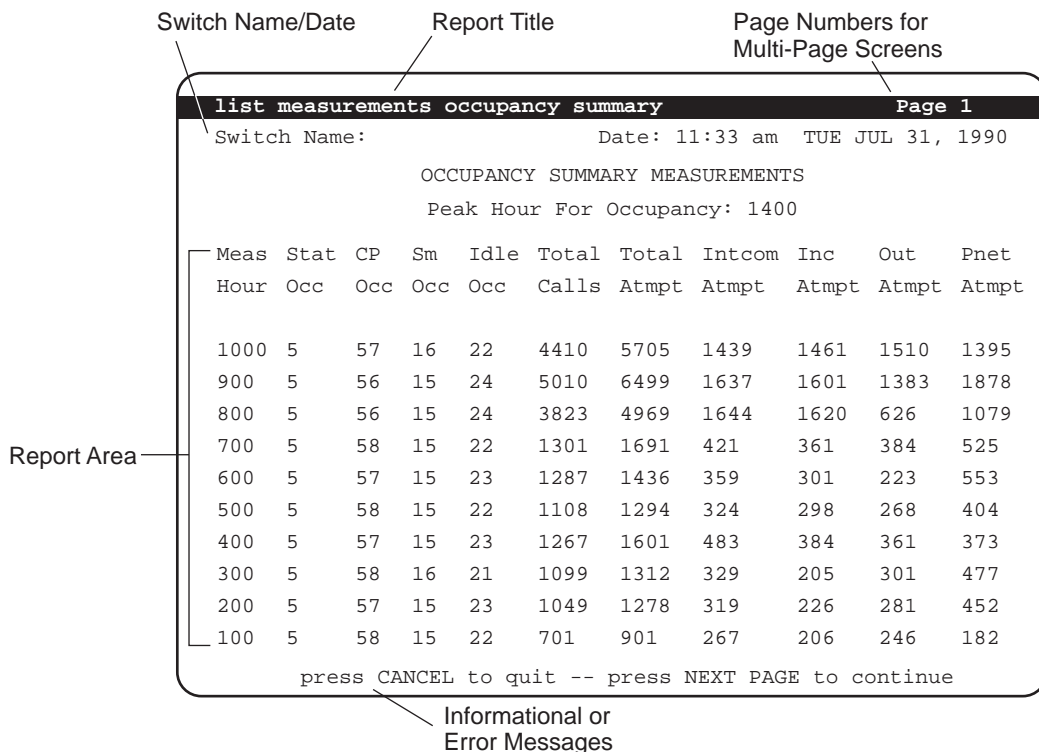 Switch Name/Date Report Title Page Numbers for
Multi-Page Screens
list measurements occupancy summary Page 1
Switch Name: Date: 11:33 am TUE JUL 31, 1990
OCCUPANCY SUMMARY MEASUREMENTS
Peak Hour For Occupancy: 1400
Meas Stat CP Sm Idle Total Total Intcom Inc Out Pnet
Hour Occ Occ Occ Occ Calls Atmpt Atmpt Atmpt Atmpt Atmpt
1000 5 57 16 22 4410 5705 1439 1461 1510 1395
900 5 56 15 24 5010 6499 1637 1601 1383 1878
800 5 56 15 24 3823 4969 1644 1620 626 1079
700 5 58 15 22 1301 1691 421 361 384 525
Report Area
600 5 57 15 23 1287 1436 359 301 223 553
500 5 58 15 22 1108 1294 324 298 268 404
400 5 57 15 23 1267 1601 483 384 361 373
300 5 58 16 21 1099 1312 329 205 301 477
200 5 57 15 23 1049 1278 319 226 281 452
100 5 58 15 22 701 901 267 206 246 182
press CANCEL to quit -- press NEXT PAGE to continue
Informational or
Error Messages